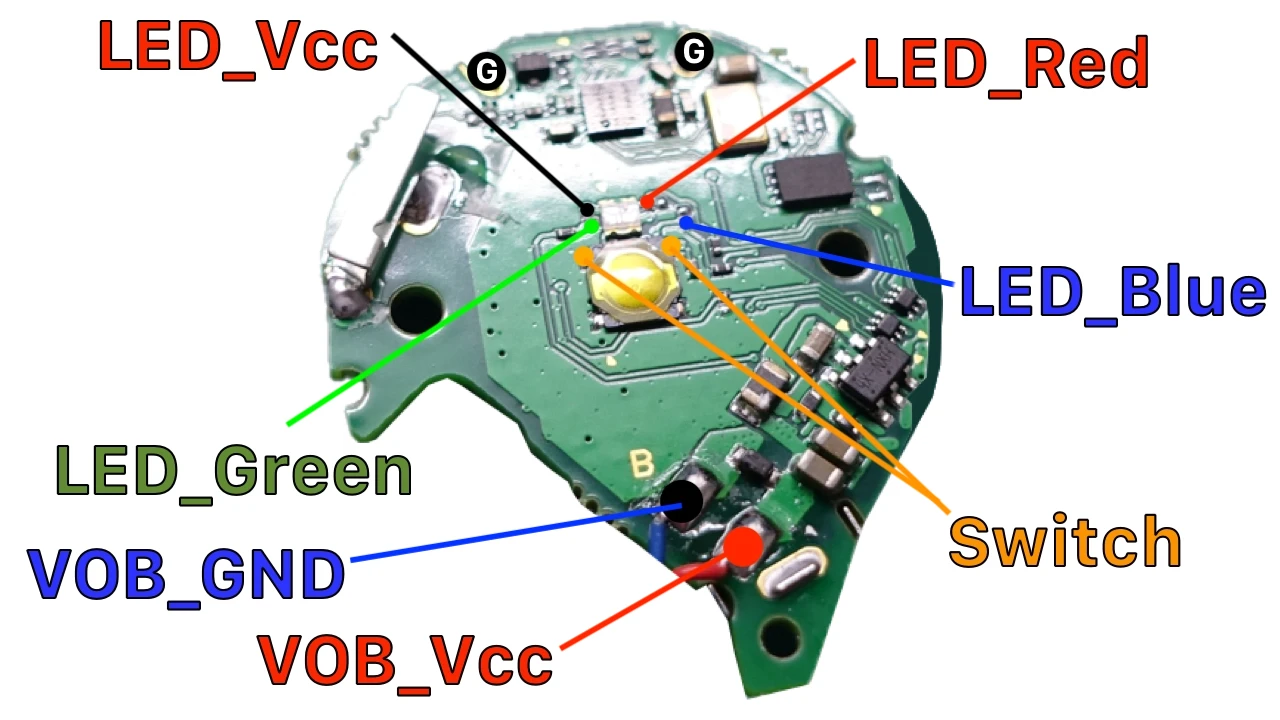 LED_Vcc
G
G
LED_Red
LED_Blue
LED_Green
B
VOB_GND
Switch
VOB_Vcc